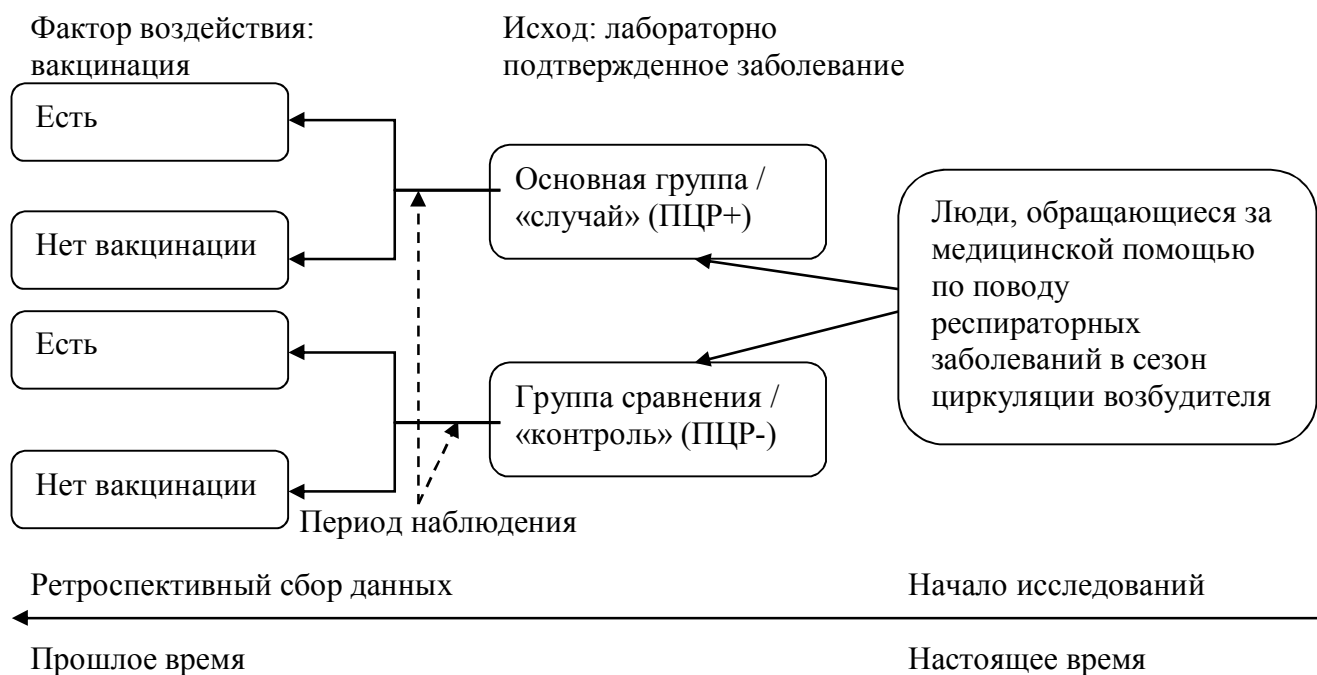 Фактор воздействия:
вакцинация
Исход: лабораторно
подтвержденное заболевание
Есть
Нет вакцинации
Есть
Нет вакцинации
Основная группа /
«случай» (ПЦР+)
Группа сравнения /
«контроль» (ПЦР-)
Люди, обращающиеся за
медицинской помощью
по поводу
респираторных
заболеваний в сезон
циркуляции возбудителя
Период наблюдения
Ретроспективный сбор данных
Начало исследований
Прошлое время
Настоящее время